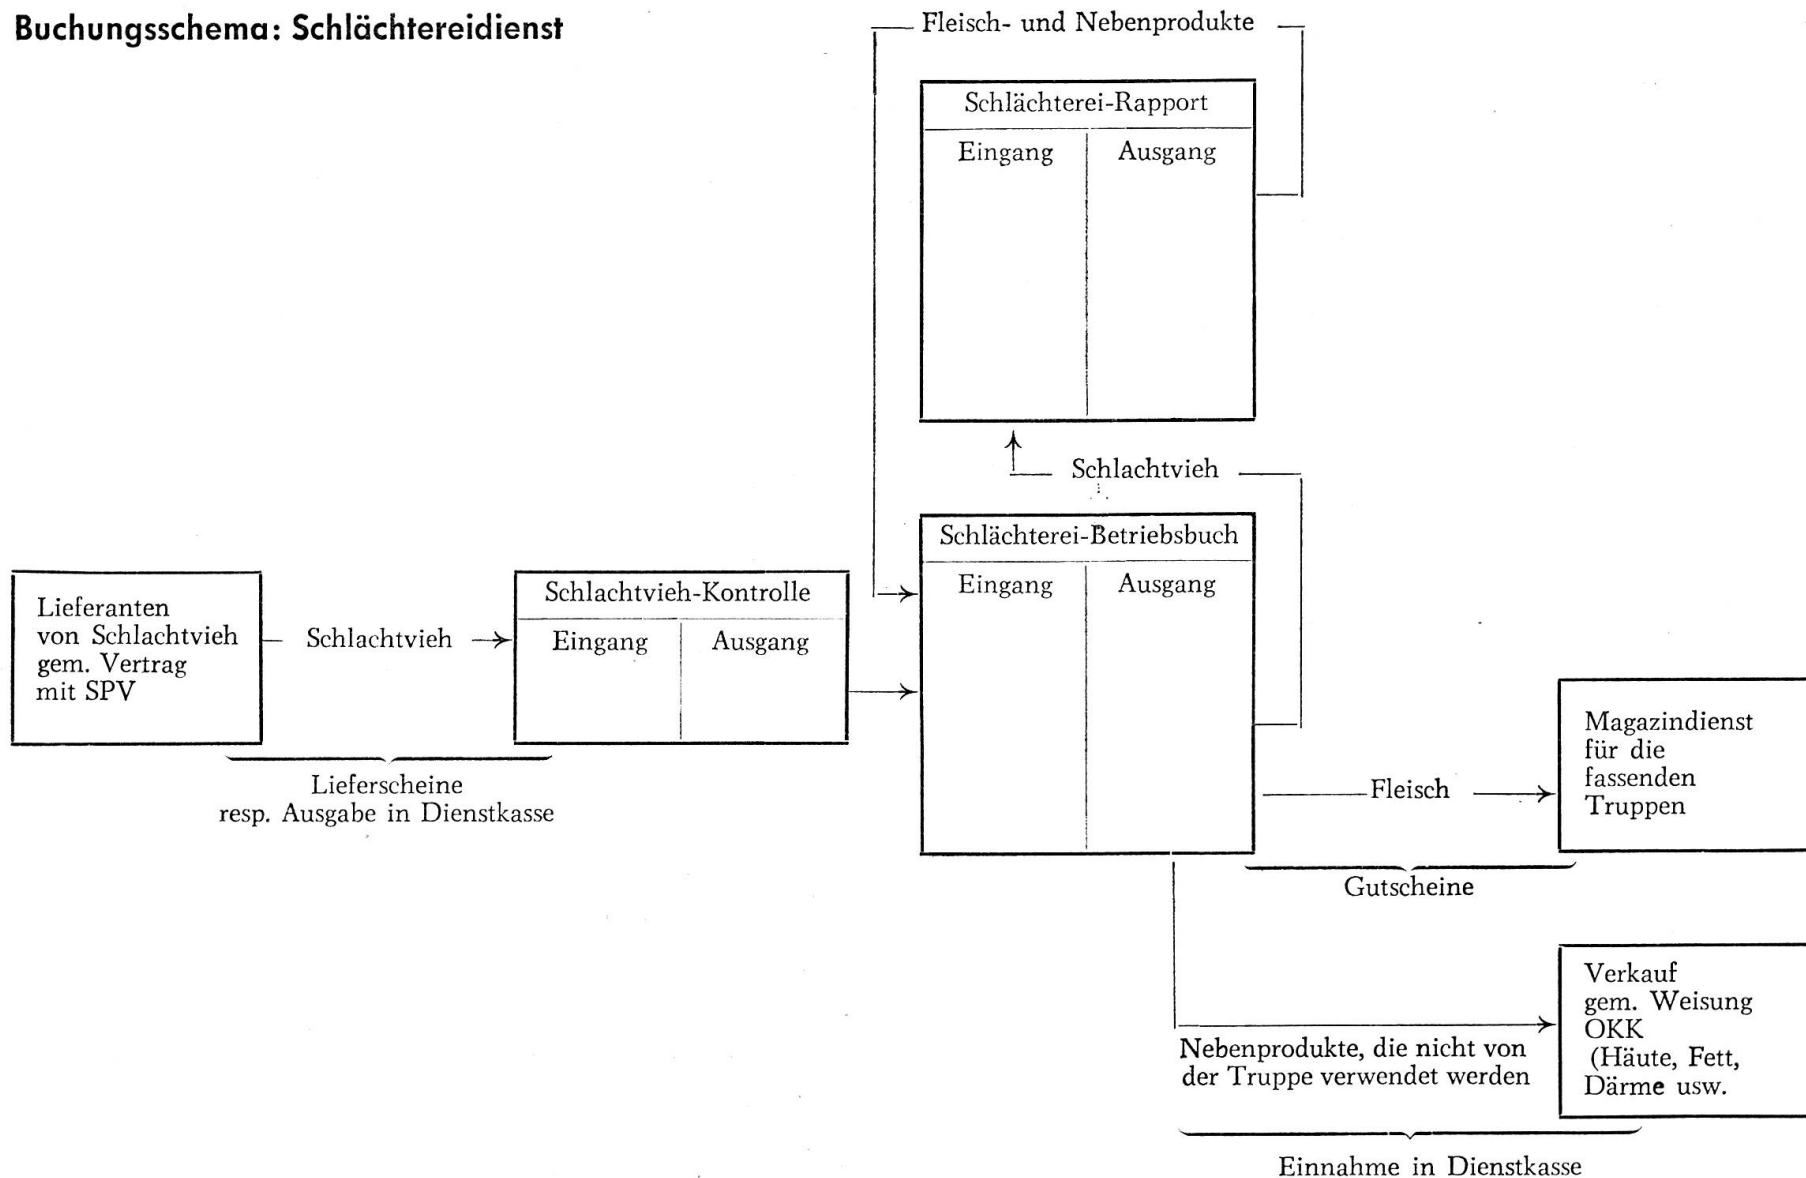 Buchungsschema: Schlächtereidienst
Fleisch- und Nebenprodukte
Schlächterei-Rapport
Eingang Ausgang
Schlachtvieh
Schlächterei-Betriebsbuch
Eingang Ausgang
Lieferanten
von Schlachtvieh
gem. Vertrag
mit SPV
Schlachtvieh
Schlachtvieh-Kontrolle
Eingang Ausgang
Lieferscheine
resp. Ausgabe in Dienstkasse
Fleisch
Magazindienst
für die
fassenden
Truppen
Gutscheine
Nebenprodukte, die nicht von
der Truppe verwendet werden
Verkauf
gem. Weisung
OKK
(Häute, Fett,
Därme usw.
Einnahme in Dienstkasse